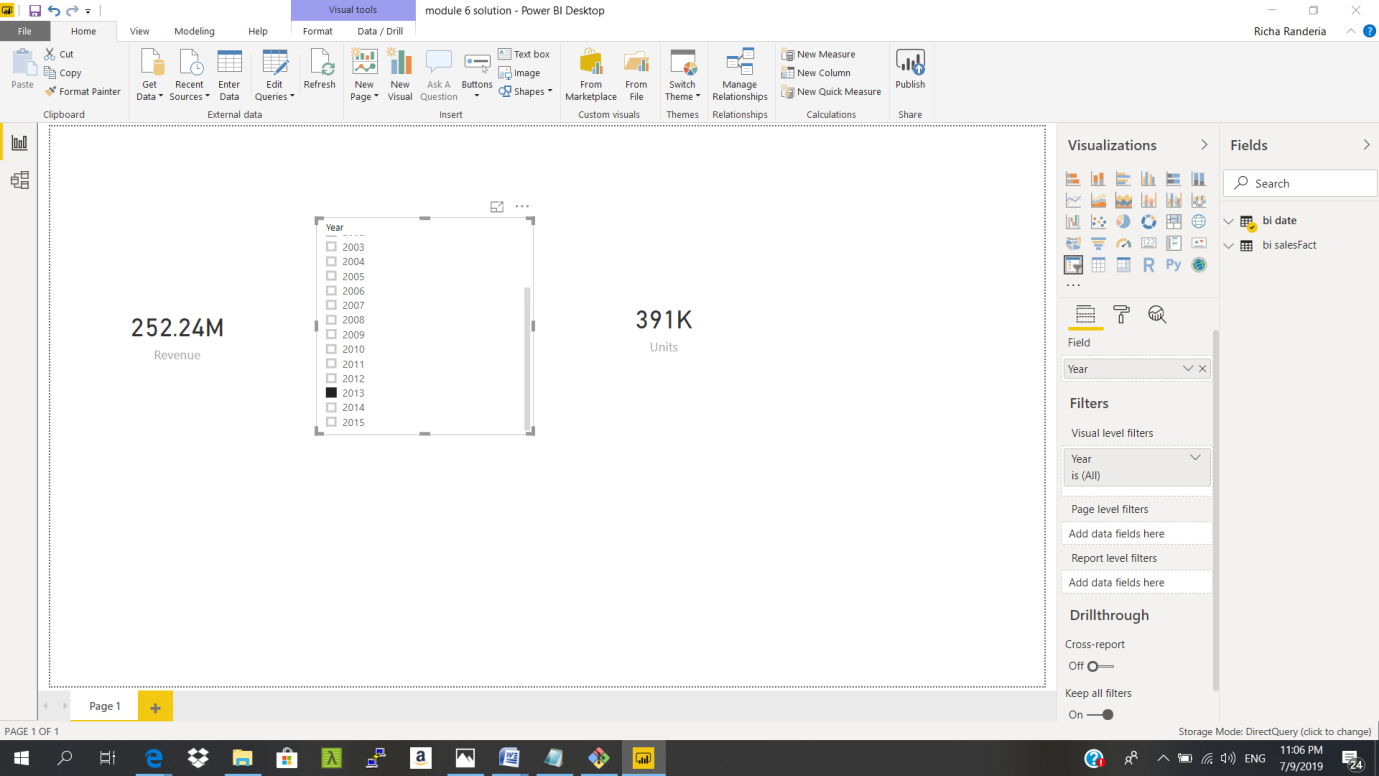 Visual tools
module 6 solution - Power BI Desktop
File
Home
View
Modeling
Help
Format
Data / Drill
Richa Randeria
?
Paste
Cut
Copy
Format Painter
Clipboard
Get Data
Recent Sources
Enter Data
Edit Queries
Refresh
External data
New Page
New Visual
Ask A Question
Buttons
Text box
Image
Shapes
Insert
From Marketplace
From File
Custom visuals
Switch Theme
Themes
Manage Relationships
Relationships
New Measure
New Column
New Quick Measure
Calculations
Publish
Share
252.24M
Revenue
Year
2003
2004
2005
2006
2007
2008
2009
2010
2011
2012
2013
2014
2015
391K
Units
Visualizations
R
Py
Field
Year
Filters
Visual level filters
Year
is (All)
Page level filters
Add data fields here
Report level filters
Add data fields here
Drillthrough
Cross-report
Off
Keep all filters
On
Fields
Search
bi date
bi salesFact
Page 1
PAGE 1 OF 1
Storage Mode: DirectQuery (click to change)
ENG
11:06 PM
7/9/2019
24